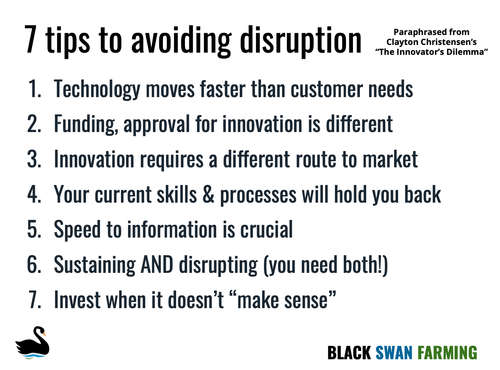 7 tips to avoiding disruption
Paraphrased from
Clayton Christensen's
"The Innovator's Dilemma"
1. Technology moves faster than customer needs
2. Funding, approval for innovation is different
3. Innovation requires a different route to market
4. Your current skills & processes will hold you back
5. Speed to information is crucial
6. Sustaining AND disrupting (you need both!)
7. Invest when it doesn't “make sense”
BLACK SWAN FARMING